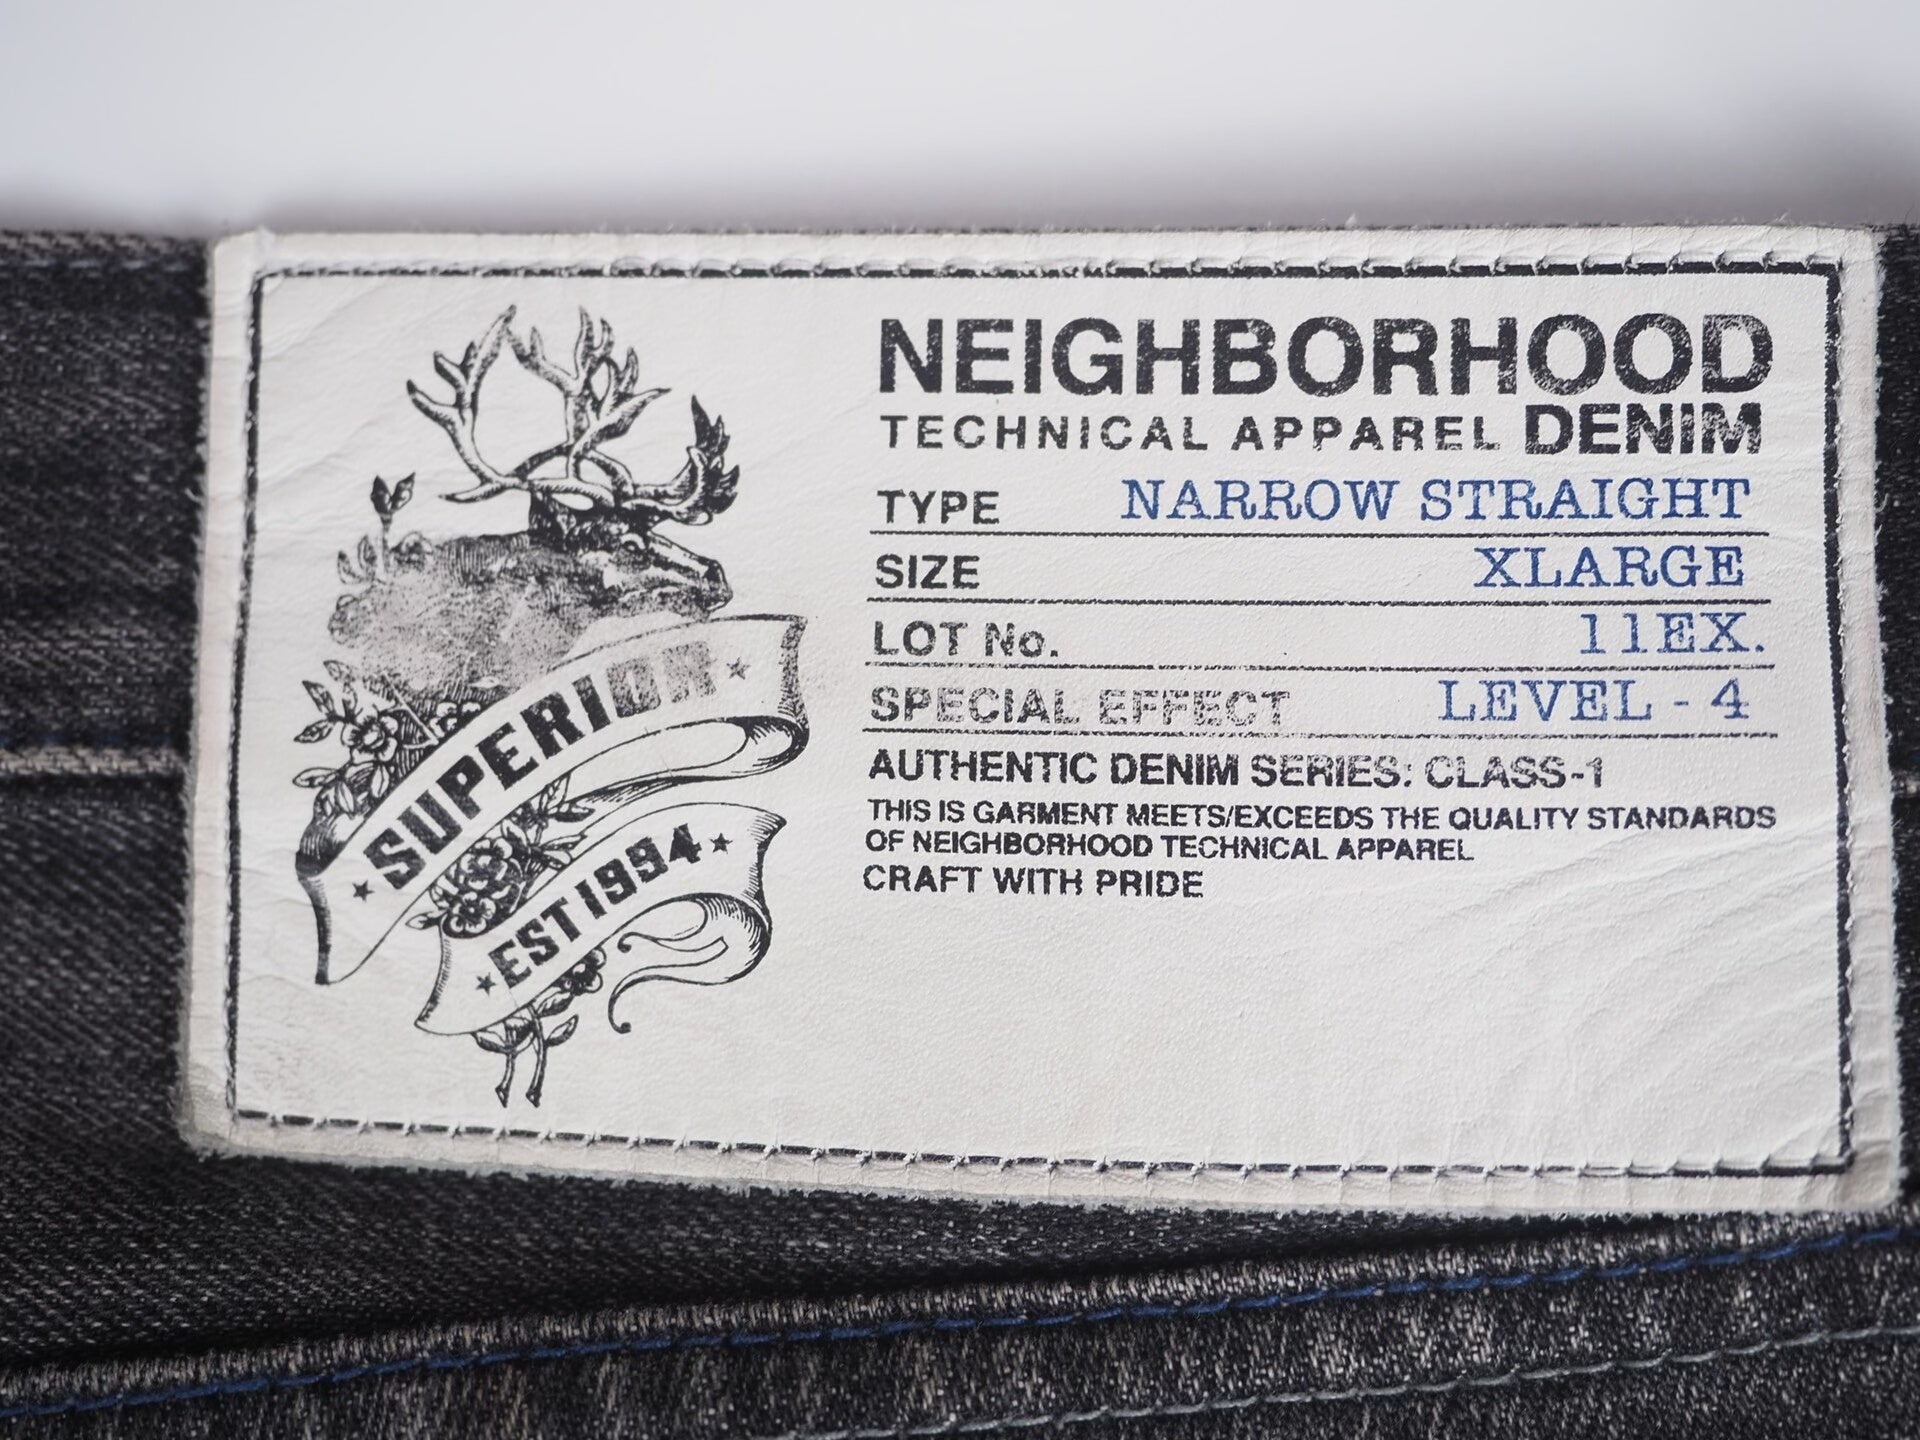 SUPERIOR
EST 1994
NEIGHBORHOOD
TECHNICAL APPAREL DENIM
TYPE NARROW STRAIGHT
SIZE XLARGE
LOT No. 11EX.
SPECIAL EFFECT LEVEL - 4
AUTHENTIC DENIM SERIES: CLASS-1
THIS IS GARMENT MEETS/EXCEEDS THE QUALITY STANDARDS
OF NEIGHBORHOOD TECHNICAL APPAREL
CRAFT WITH PRIDE